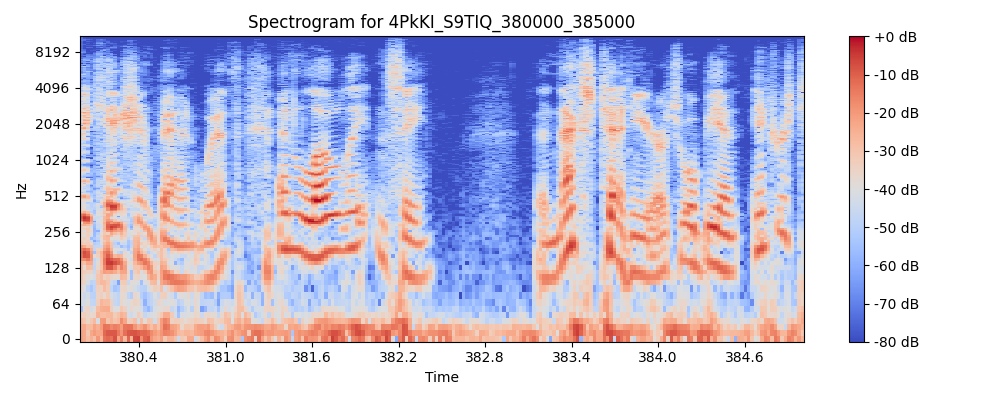 Spectrogram for 4PkKI_S9TIQ_380000_385000
+0 dB
-10 dB
-20 dB
-30 dB
-40 dB
-50 dB
-60 dB
-70 dB
-80 dB
Hz
8192
4096
2048
1024
512
256
128
64
0
380.4 381.0 381.6 382.2 382.8 383.4 384.0 384.6
Time